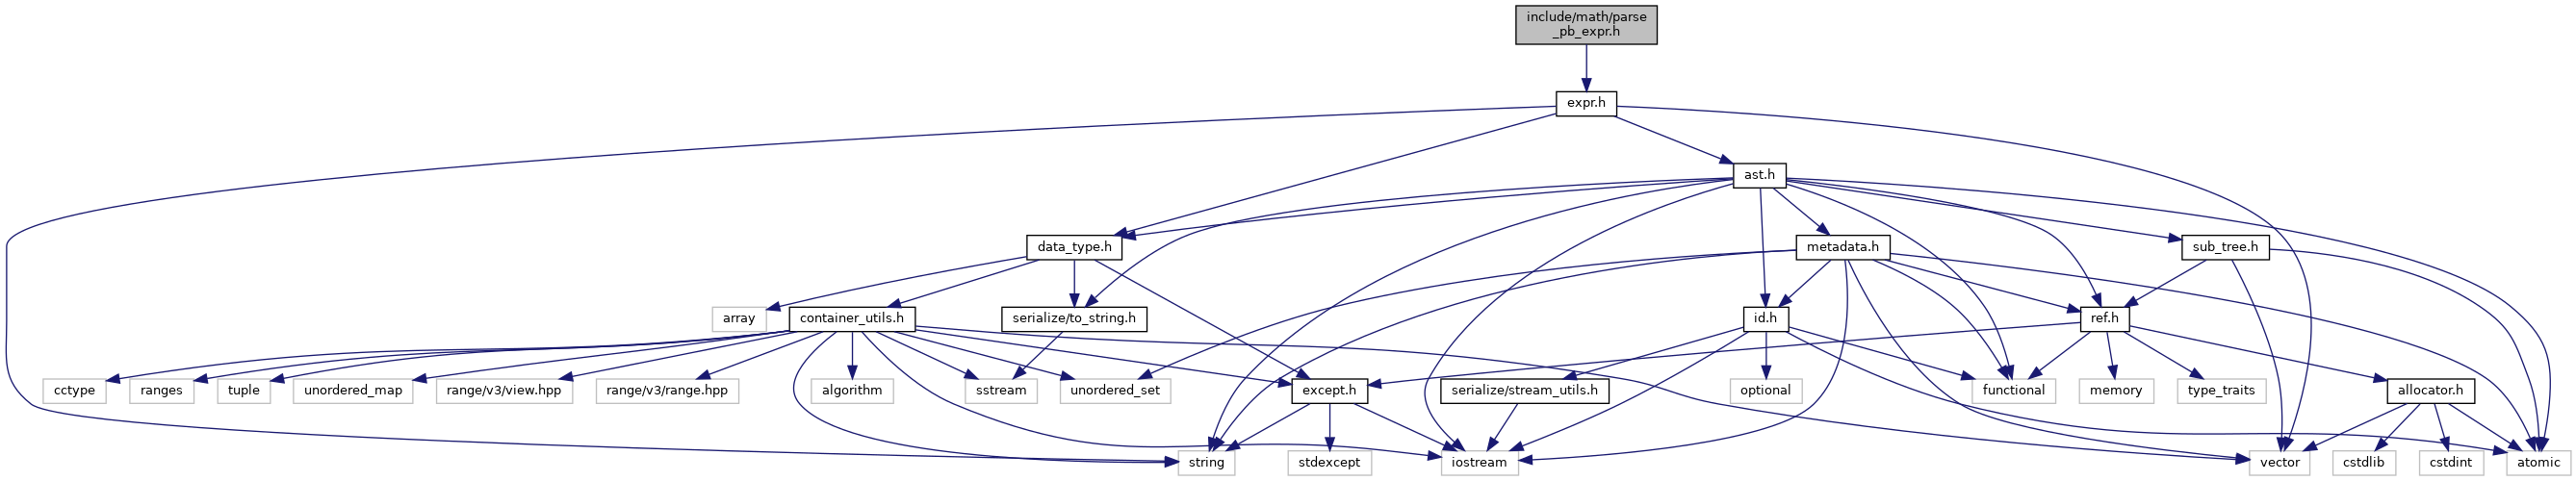 include/math/parse
_pb_expr.h
expr.h
ast.h
data_type.h
metadata.h
sub_tree.h
array
container_utils.h
serialize/to_string.h
id.h
ref.h
cctype
ranges
tuple
unordered_map
range/v3/view.hpp
range/v3/range.hpp
algorithm
sstream
unordered_set
except.h
serialize/stream_utils.h
optional
functional
memory
type_traits
allocator.h
string
stdexcept
iostream
vector
cstdlib
cstdint
atomic